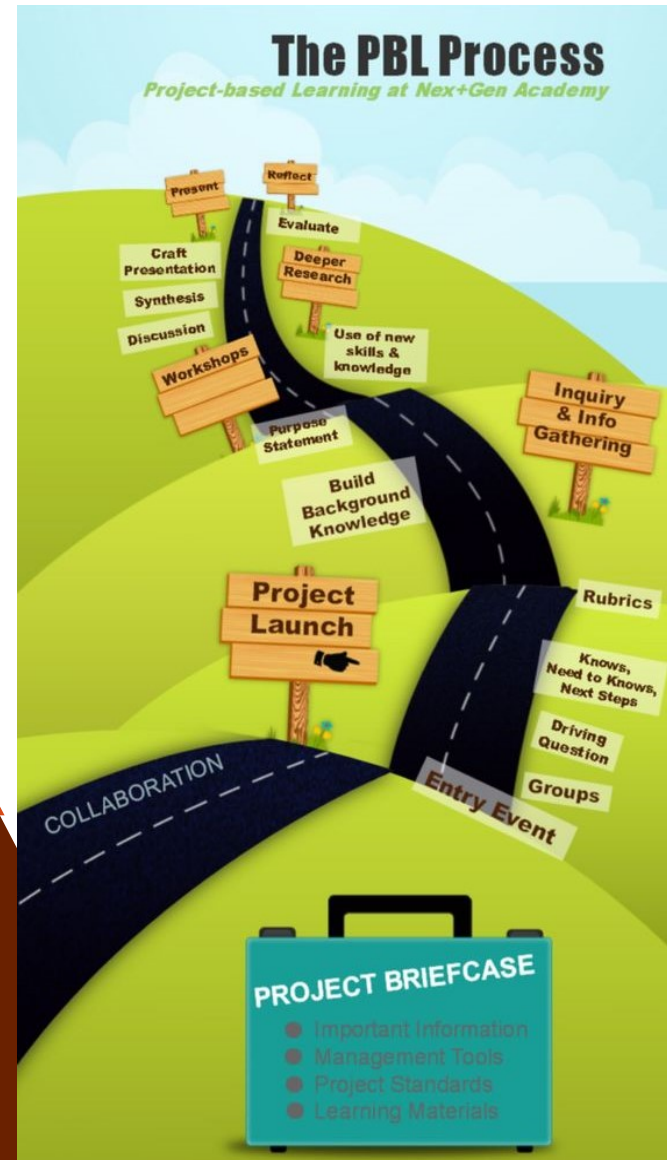 The PBL Process
Project-based Learning at Nex+Gen Academy
Present
Reflect
Evaluate
Craft
Presentation
Deeper
Research
Synthesis
Discussion
Use of new
skills &
knowledge
Workshops
Inquiry
& Info
Gathering
Purpose
Statement
Build
Background
Knowledge
Project
Launch
Rubrics
Knows,
Need to Knows,
Next Steps
Driving
Question
Groups
Entry Event
COLLABORATION
PROJECT BRIEFCASE
● Important Information
● Management Tools
● Project Standards
● Learning Materials